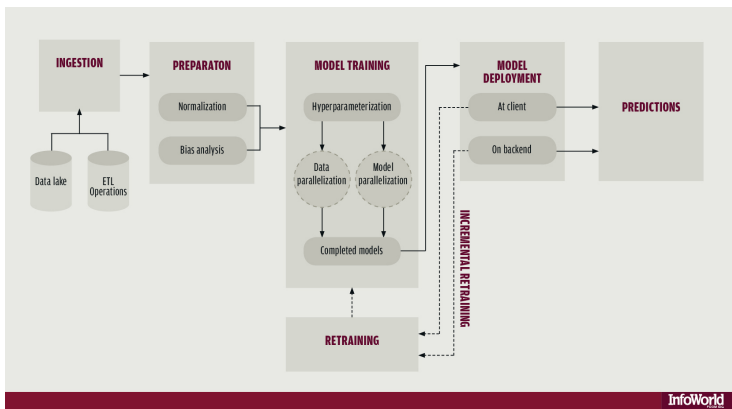 INGESTION
Data lake
ETL
Operations
PREPARATON
Normalization
Bias analysis
MODEL TRAINING
Hyperparameterization
Data
parallelization
Model
parallelization
Completed models
MODEL
DEPLOYMENT
At client
On backend
PREDICTIONS
INCREMENTAL RETRAINING
RETRAINING
InfoWorld